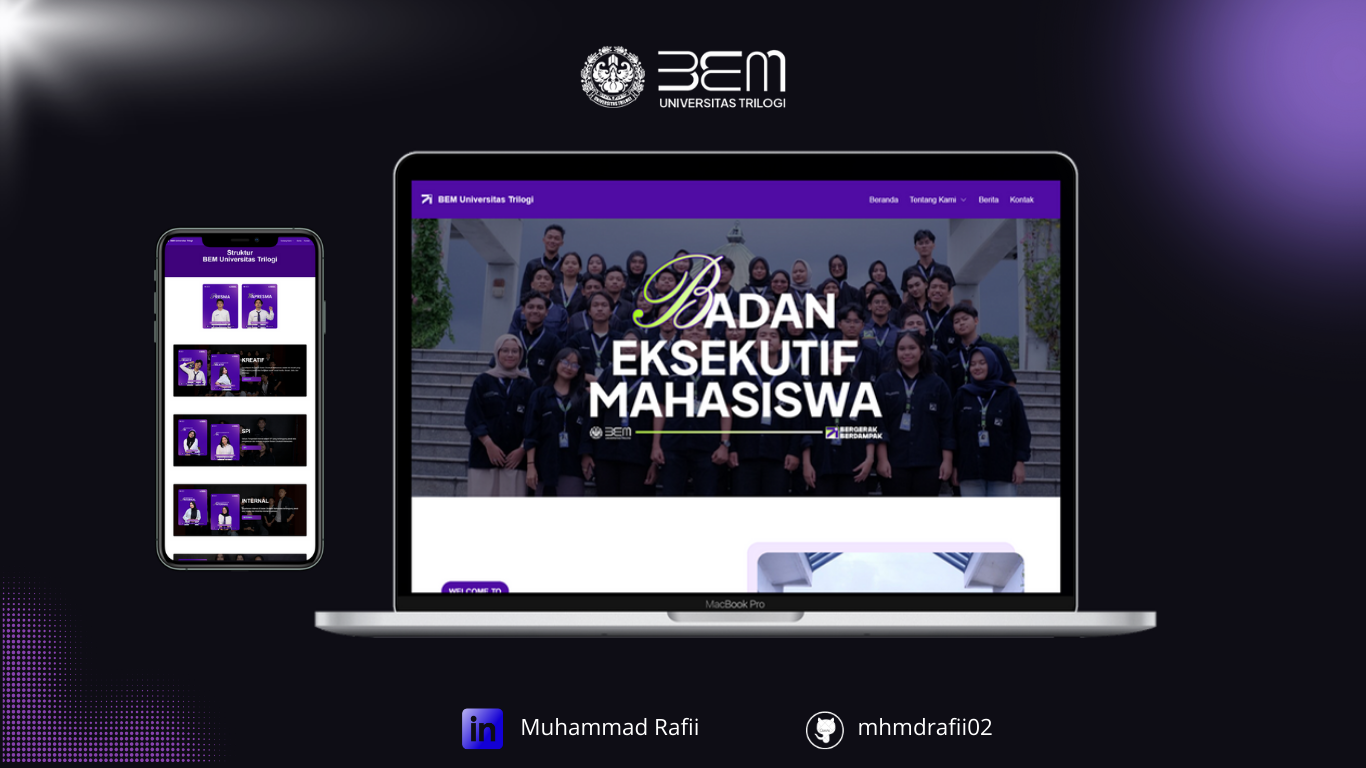 BEM
UNIVERSITAS TRILOGI
BEM Universitas Trilogi
Beranda
Tentang Kami
Berita
Kontak
BADAN
EKSEKUTIF
MAHASISWA
BEM
BERGERAK
BERDAMPAK
WELCOME TO
MacBook Pro
Struktur
BEM Universitas Trilogi
PRESMA
WAPRESMA
KREATIF
SPI
INTERNAL
in
Muhammad Rafii
mhmdrafii02